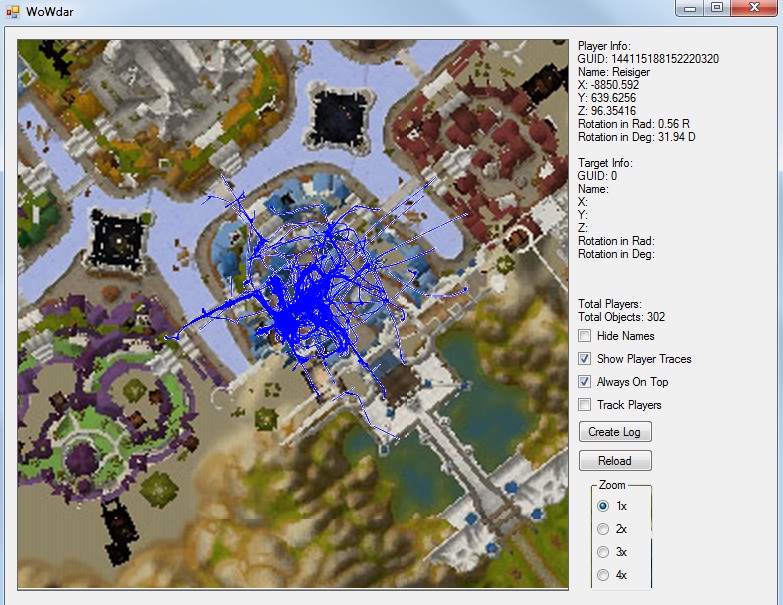 WoWdar
Player Info:
GUID: 144115188152220320
Name: Reisiger
X: -8850.592
Y: 639.6256
Z: 96.35416
Rotation in Rad: 0.56 R
Rotation in Deg: 31.94 D
Target Info:
GUID: 0
Name:
X:
Y:
Z:
Rotation in Rad:
Rotation in Deg:
Total Players:
Total Objects: 302
Hide Names
Show Player Traces
Always On Top
Track Players
Create Log
Reload
Zoom
1x
2x
3x
4x